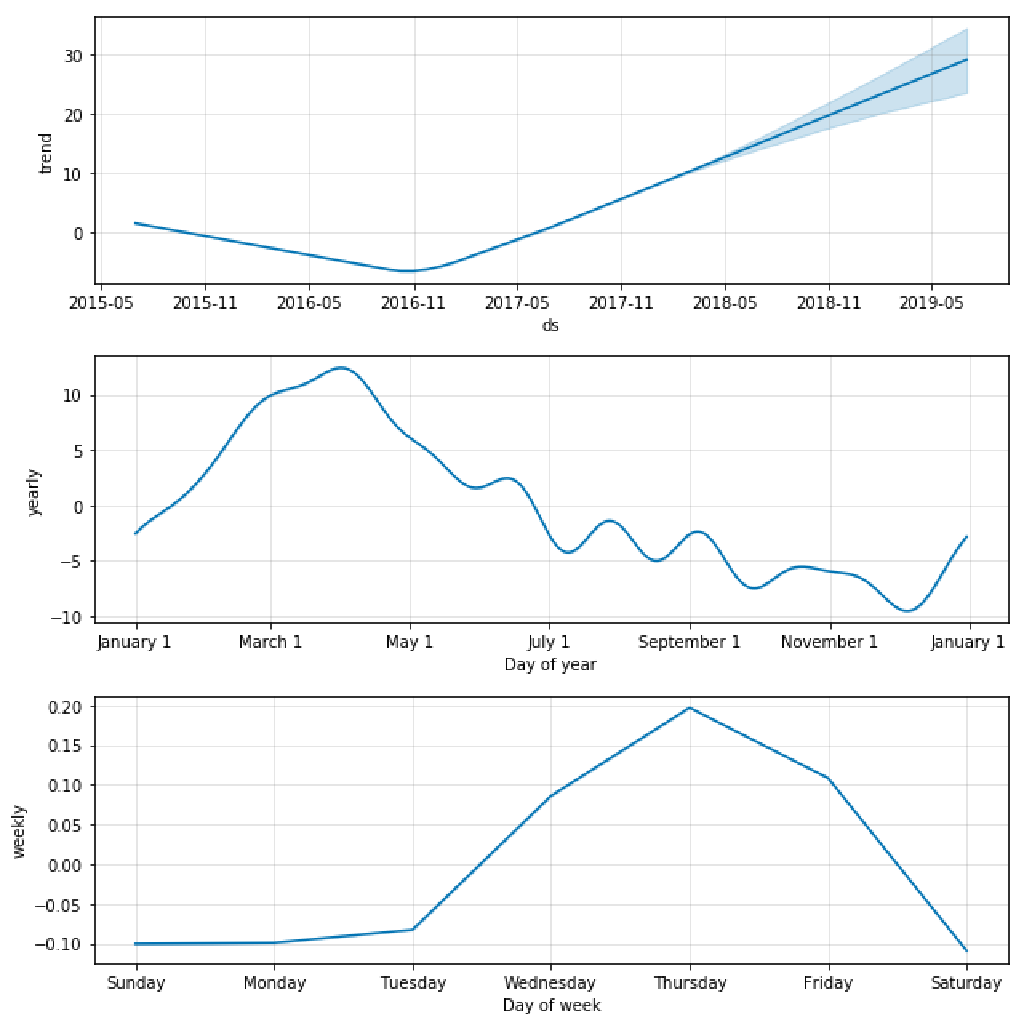 30
20
10
0
trend
2015-05 2015-11 2016-05 2016-11 2017-05 2017-11 2018-05 2018-11 2019-05
ds
10
5
0
−5
−10
yearly
January 1 March 1 May 1 July 1 September 1 November 1 January 1
Day of year
0.20
0.15
0.10
0.05
0.00
−0.05
−0.10
weekly
Sunday Monday Tuesday Wednesday Thursday Friday Saturday
Day of week